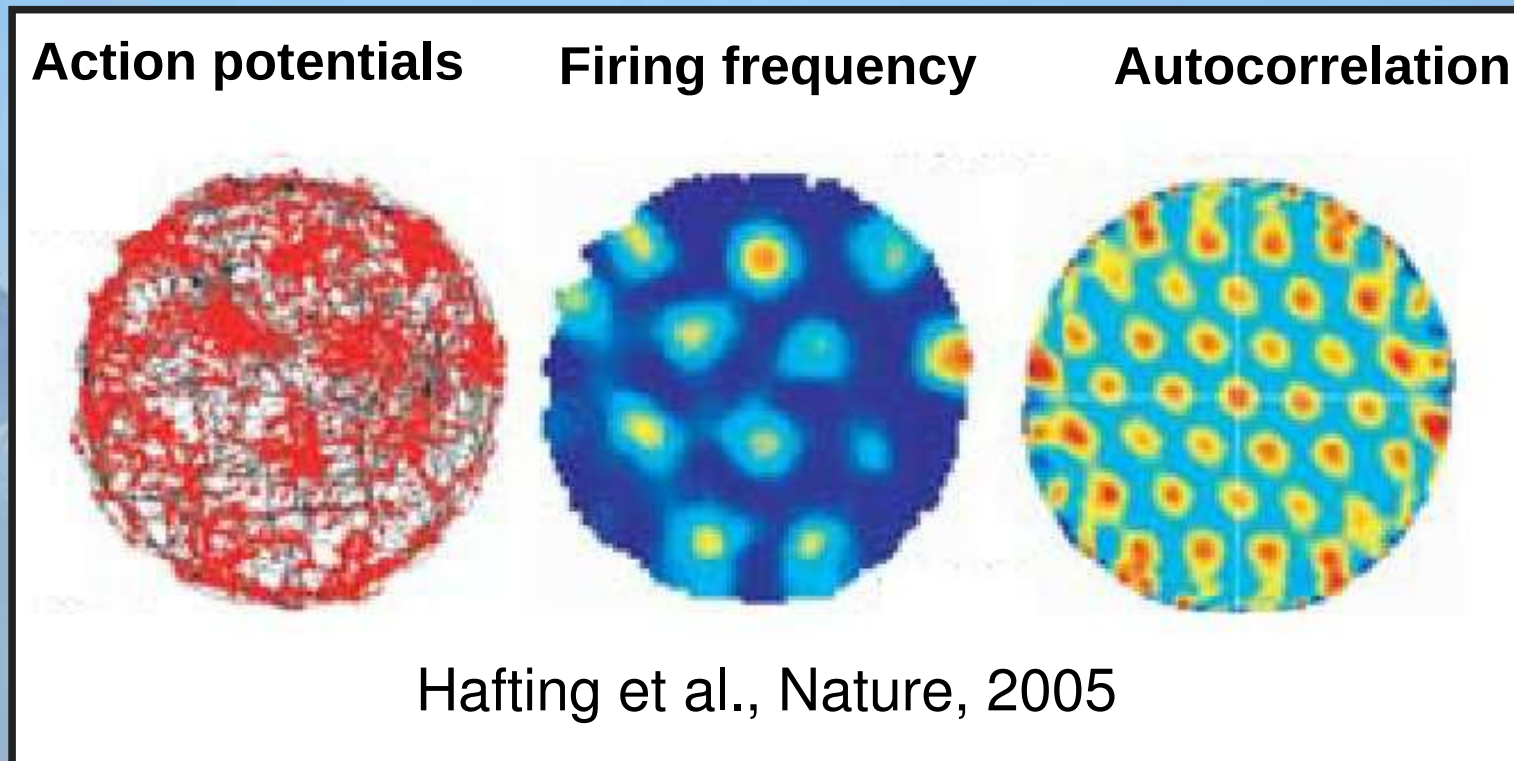 Action potentials
Firing frequency
Autocorrelation
Hafting et al., Nature, 2005